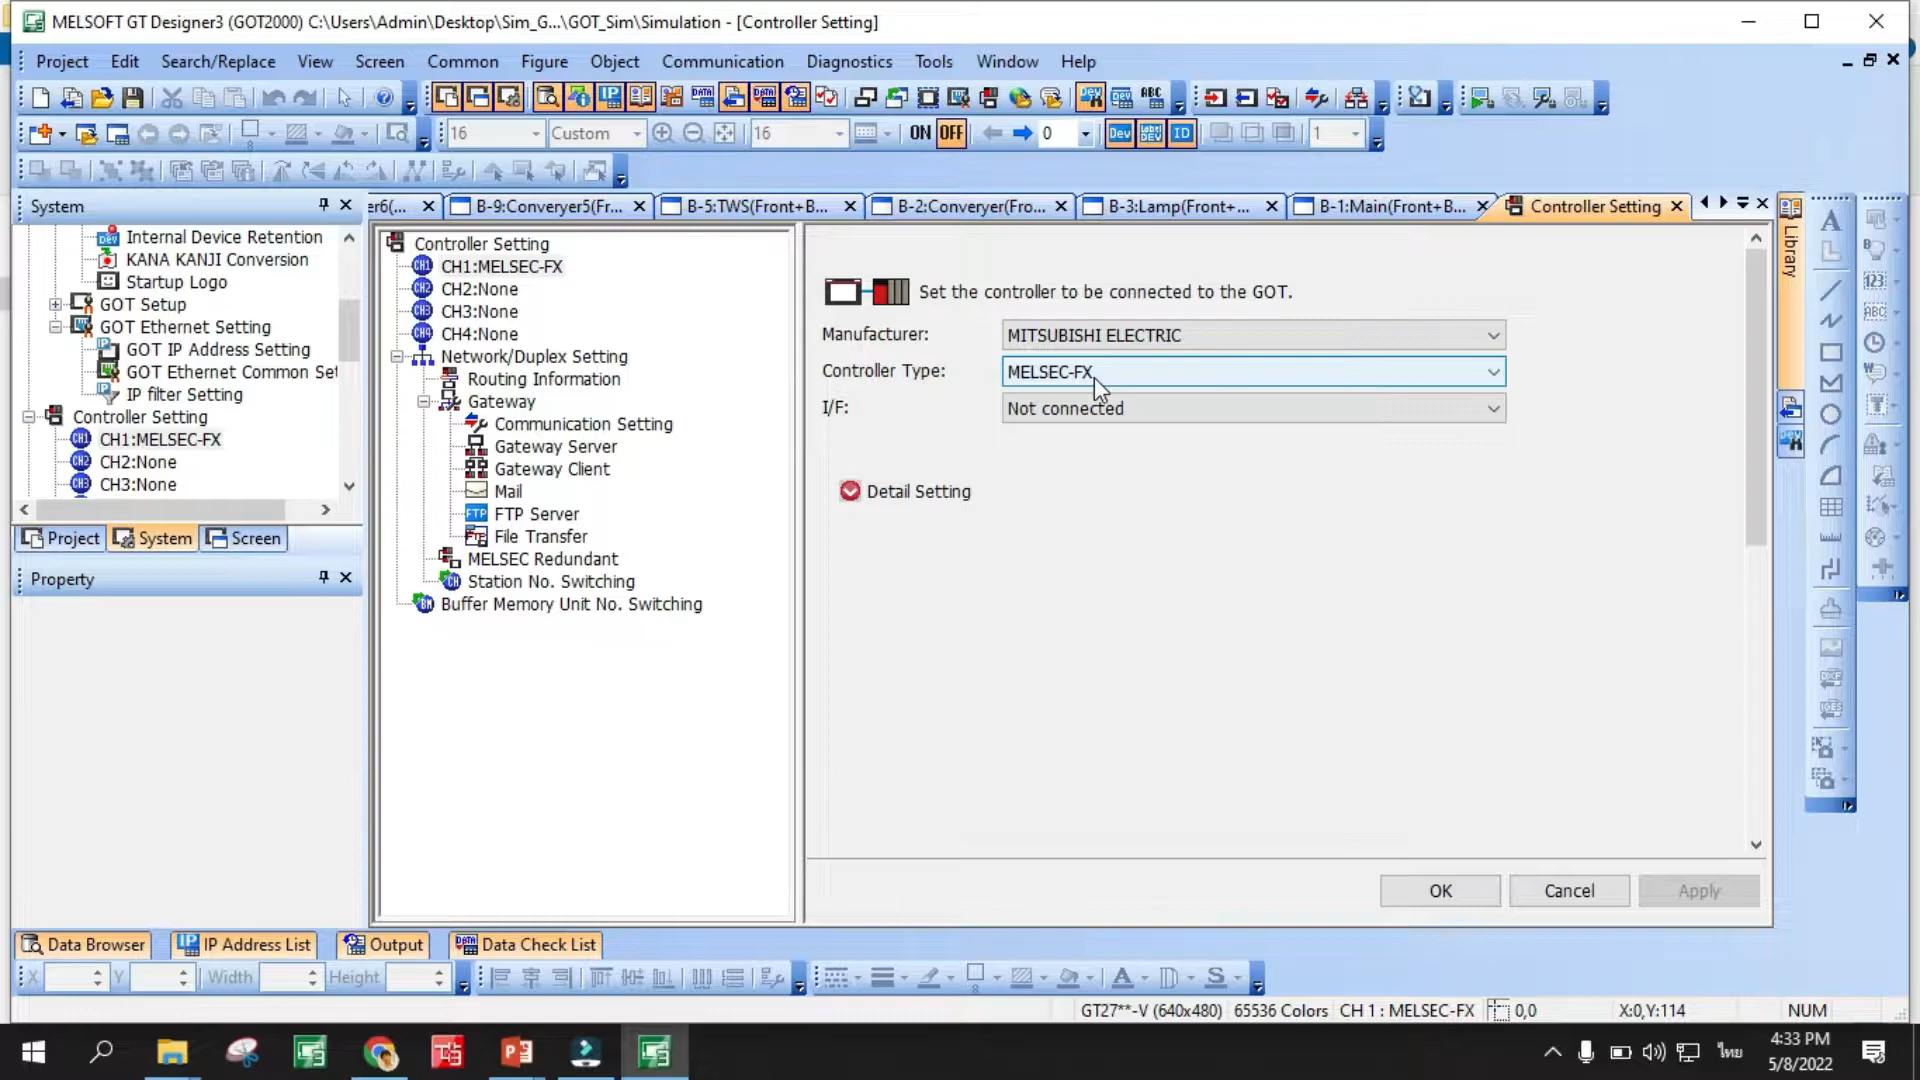 MELSOFT GT Designer3 (GOT2000) C:\Users\Admin\Desktop\Sim_G...\GOT_Sim\Simulation - [Controller Setting]
Project Edit Search/Replace View Screen Common Figure Object Communication Diagnostics Tools Window Help
16 Custom 16 ON OFF 0 Dev ID 1
System
er6(... B-9:Converyer5(Fr... B-5:TWS(Front+B... B-2:Converyer(Fro... B-3:Lamp(Front+... B-1:Main(Front+B... Controller Setting
Library
Internal Device Retention
KANA KANJI Conversion
Startup Logo
GOT Setup
GOT Ethernet Setting
GOT IP Address Setting
GOT Ethernet Common Set
IP filter Setting
Controller Setting
CH1:MELSEC-FX
CH2:None
CH3:None
Project System Screen
Property
Controller Setting
CH1:MELSEC-FX
CH2:None
CH3:None
CH4:None
Network/Duplex Setting
Routing Information
Gateway
Communication Setting
Gateway Server
Gateway Client
Mail
FTP Server
File Transfer
MELSEC Redundant
Station No. Switching
Buffer Memory Unit No. Switching
Set the controller to be connected to the GOT.
Manufacturer: MITSUBISHI ELECTRIC
Controller Type: MELSEC-FX
I/F: Not connected
Detail Setting
OK Cancel Apply
Data Browser IP Address List Output Data Check List
X Y Width Height
GT27**-V (640x480) 65536 Colors CH 1 : MELSEC-FX 0,0 X:0,Y:114 NUM
ไทย
4:33 PM
5/8/2022